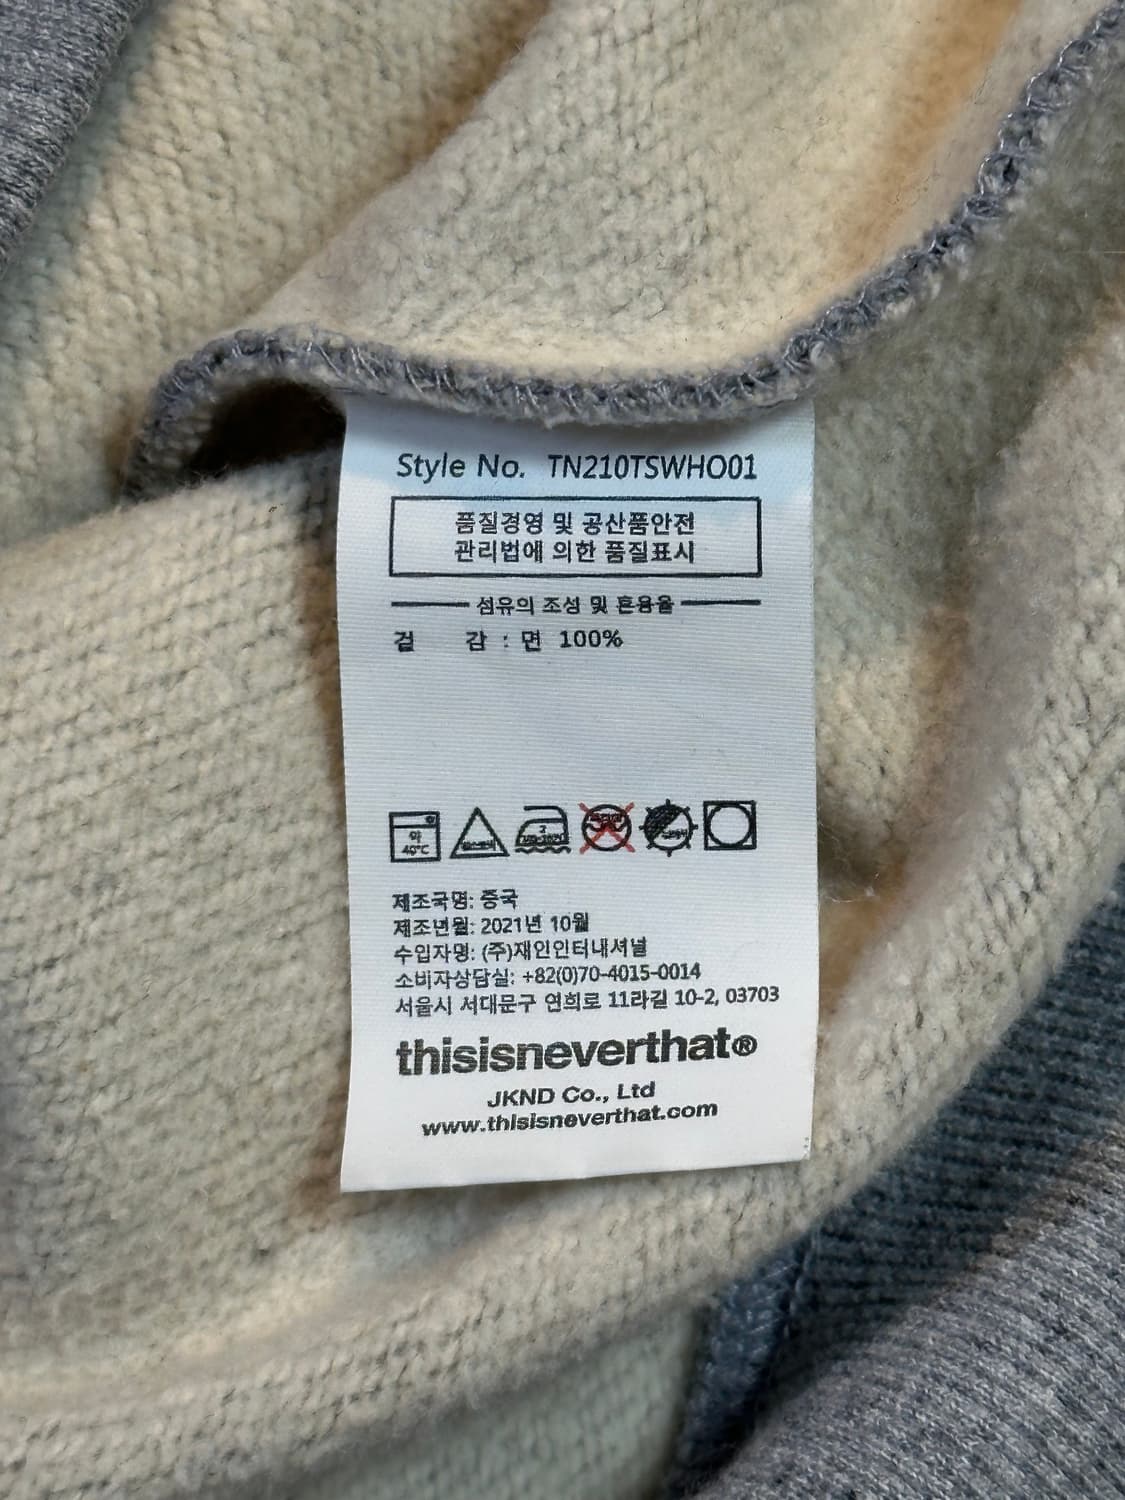 Style No. TN210TSWHO01
품질경영 및 공산품안전
관리법에 의한 품질표시
섬유의 조성 및 혼용율
겉 감 : 면 100%
약
40℃
제조국명: 중국
제조년월: 2021년 10월
수입자명: (주)재인인터내셔널
소비자상담실: +82(0)70-4015-0014
서울시 서대문구 연희로 11라길 10-2, 03703
thisisneverthat®
JKND Co., Ltd
www.thisisneverthat.com